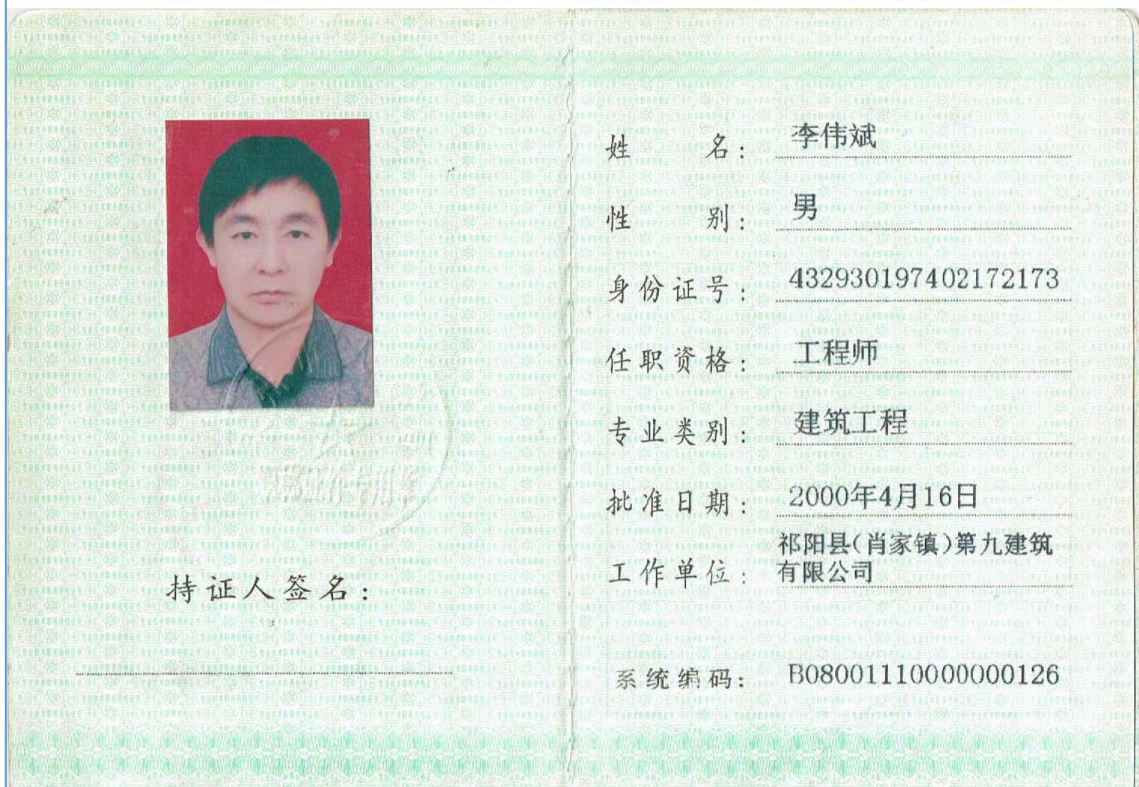 持证人签名：
姓名：李伟斌
性别：男
身份证号：432930197402172173
任职资格：工程师
专业类别：建筑工程
批准日期：2000年4月16日
工作单位：祁阳县(肖家镇)第九建筑
有限公司
系统编码：B08001110000000126